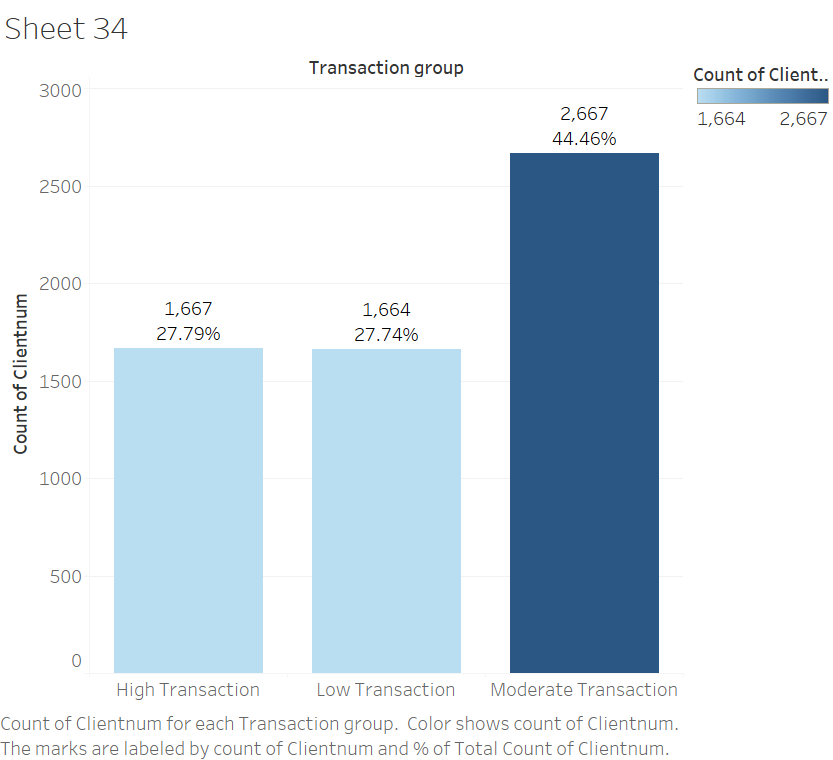 Sheet 34
Transaction group
Count of Client..
1,664 2,667
3000
2500
2000
1500
1000
500
0
Count of Clientnum
1,667
27.79%
1,664
27.74%
2,667
44.46%
High Transaction Low Transaction Moderate Transaction
Count of Clientnum for each Transaction group. Color shows count of Clientnum.
The marks are labeled by count of Clientnum and % of Total Count of Clientnum.